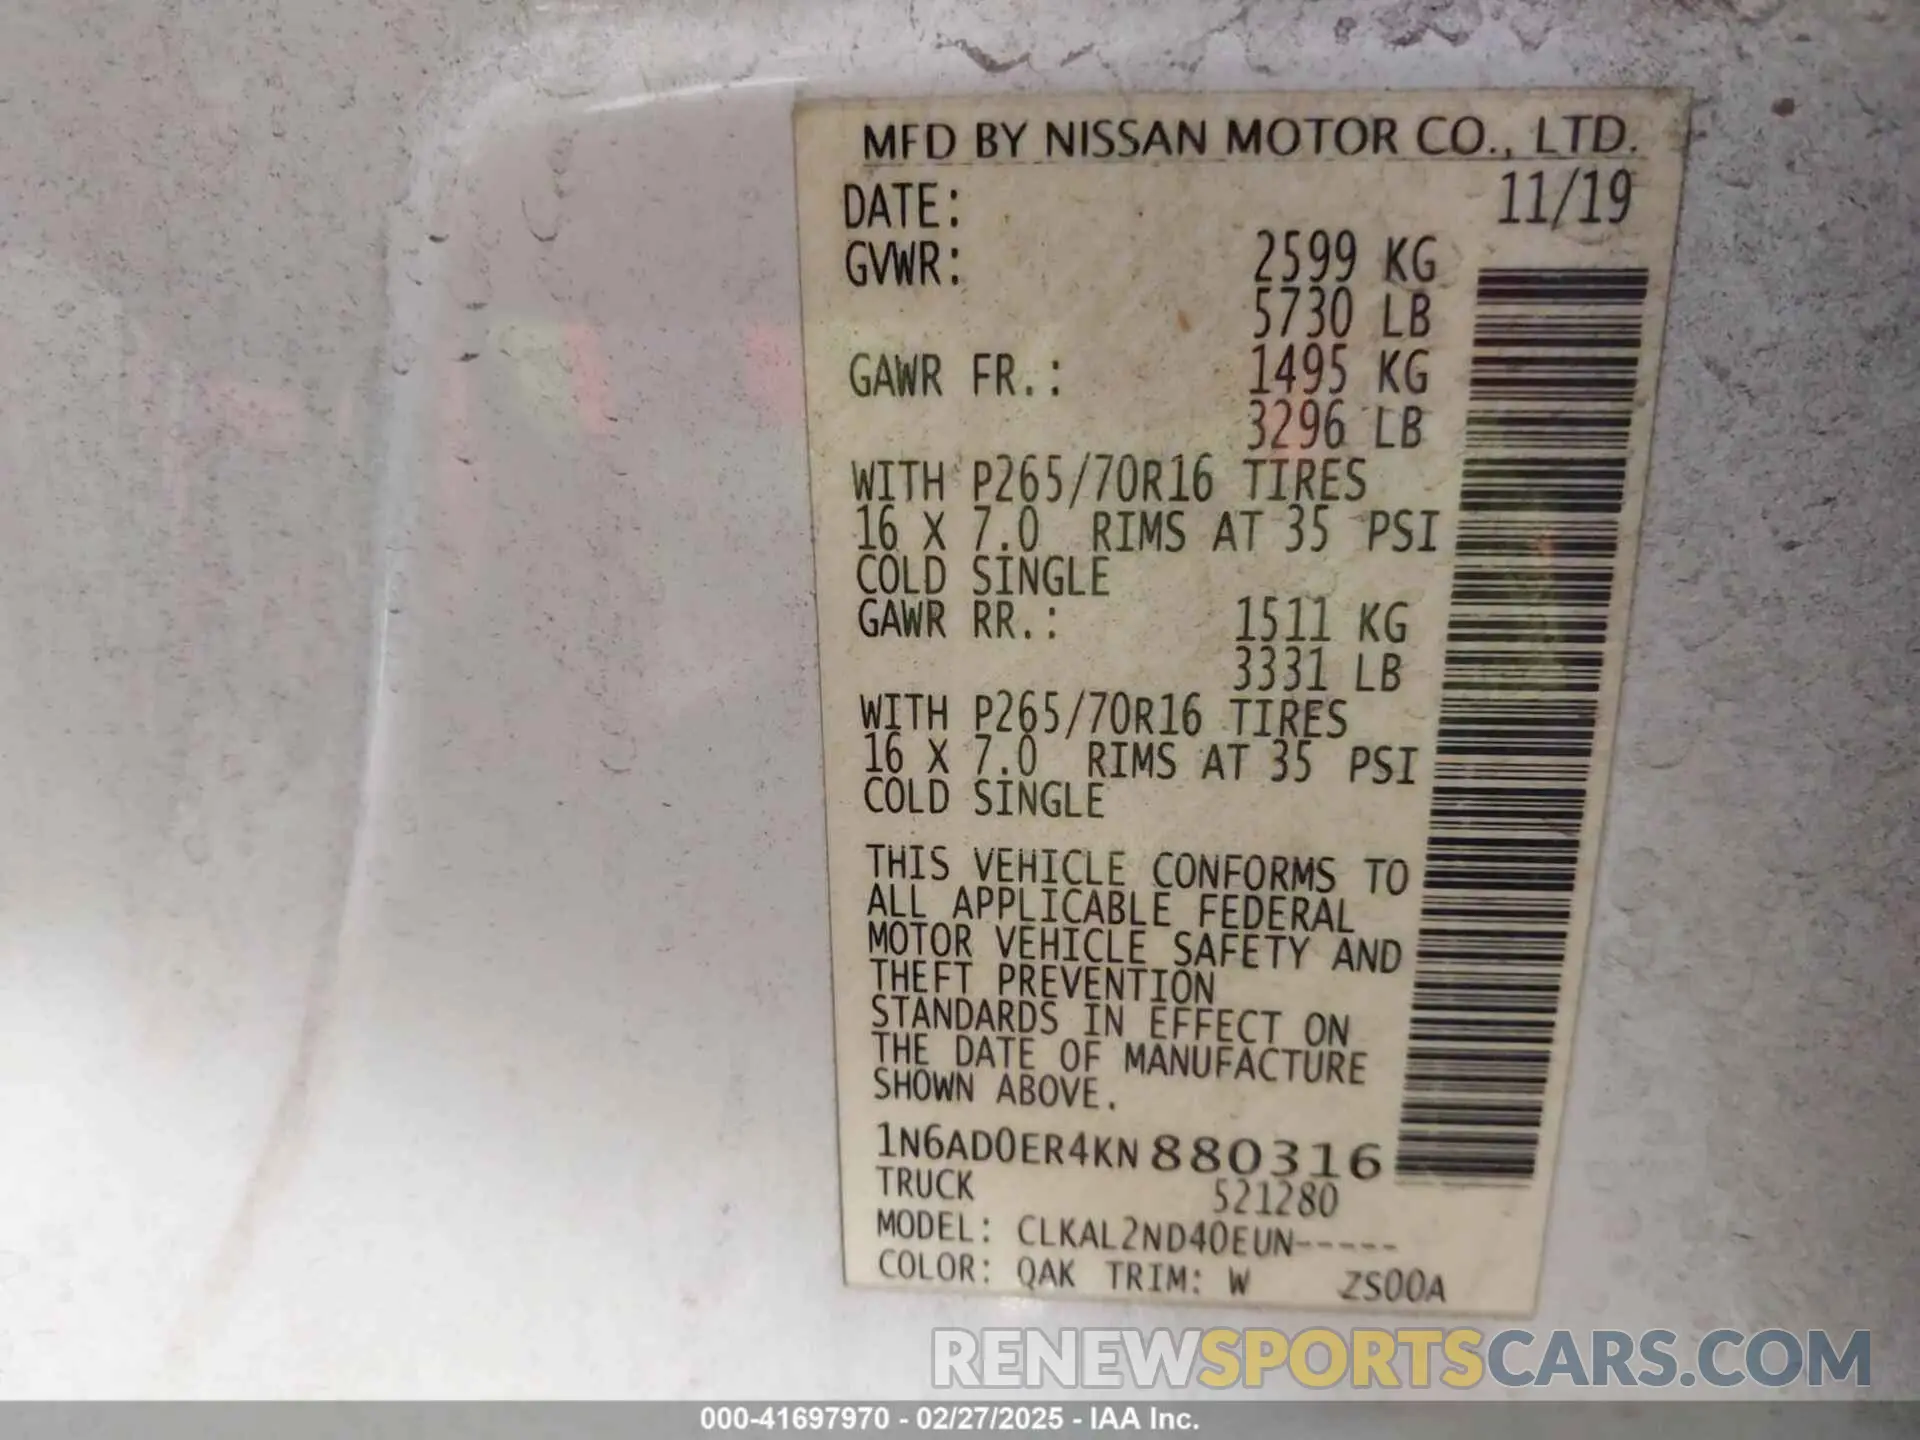 MFD BY NISSAN MOTOR CO., LTD.
DATE: 11/19
GVWR: 2599 KG
5730 LB
GAWR FR.: 1495 KG
3296 LB
WITH P265/70R16 TIRES
16 X 7.0 RIMS AT 35 PSI
COLD SINGLE
GAWR RR.: 1511 KG
3331 LB
WITH P265/70R16 TIRES
16 X 7.0 RIMS AT 35 PSI
COLD SINGLE
THIS VEHICLE CONFORMS TO
ALL APPLICABLE FEDERAL
MOTOR VEHICLE SAFETY AND
THEFT PREVENTION
STANDARDS IN EFFECT ON
THE DATE OF MANUFACTURE
SHOWN ABOVE.
1N6AD0ER4KN880316
TRUCK 521280
MODEL: CLKAL2ND40EUN-----
COLOR: QAK TRIM: W ZS00A
RENEWSPORTSCARS.COM
000-41697970 - 02/27/2025 - IAA Inc.